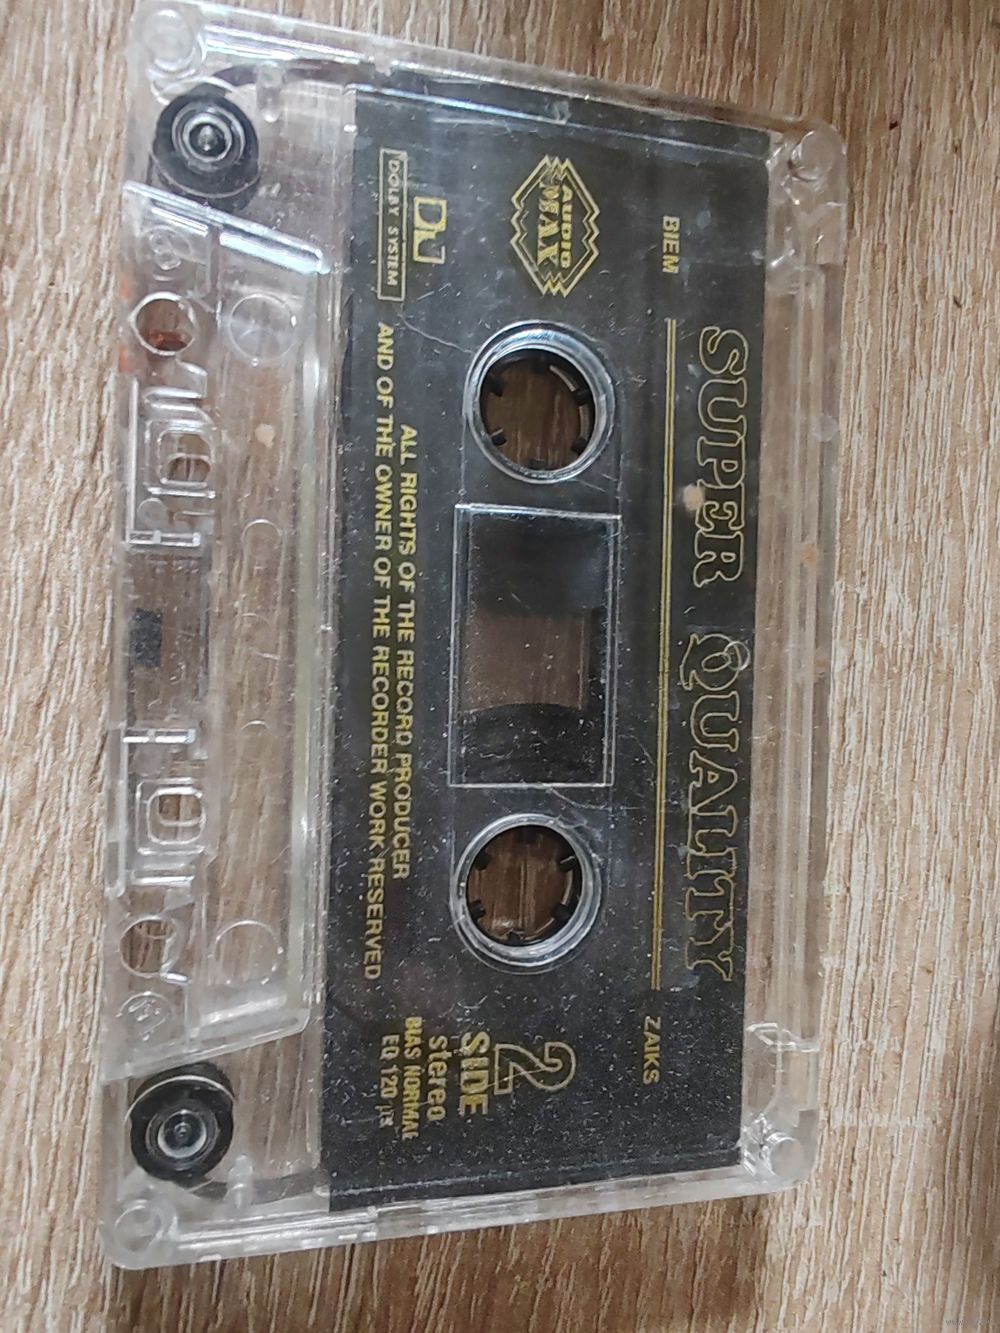 SUPER QUALITY
BIEM
ZAIKS
AUDIO
MAX
DOLBY SYSTEM
ALL RIGHTS OF THE RECORD PRODUCER
AND OF THE OWNER OF THE RECORDER WORK RESERVED
2
SIDE
stereo
BIAS NORMAL
EQ 120 µs